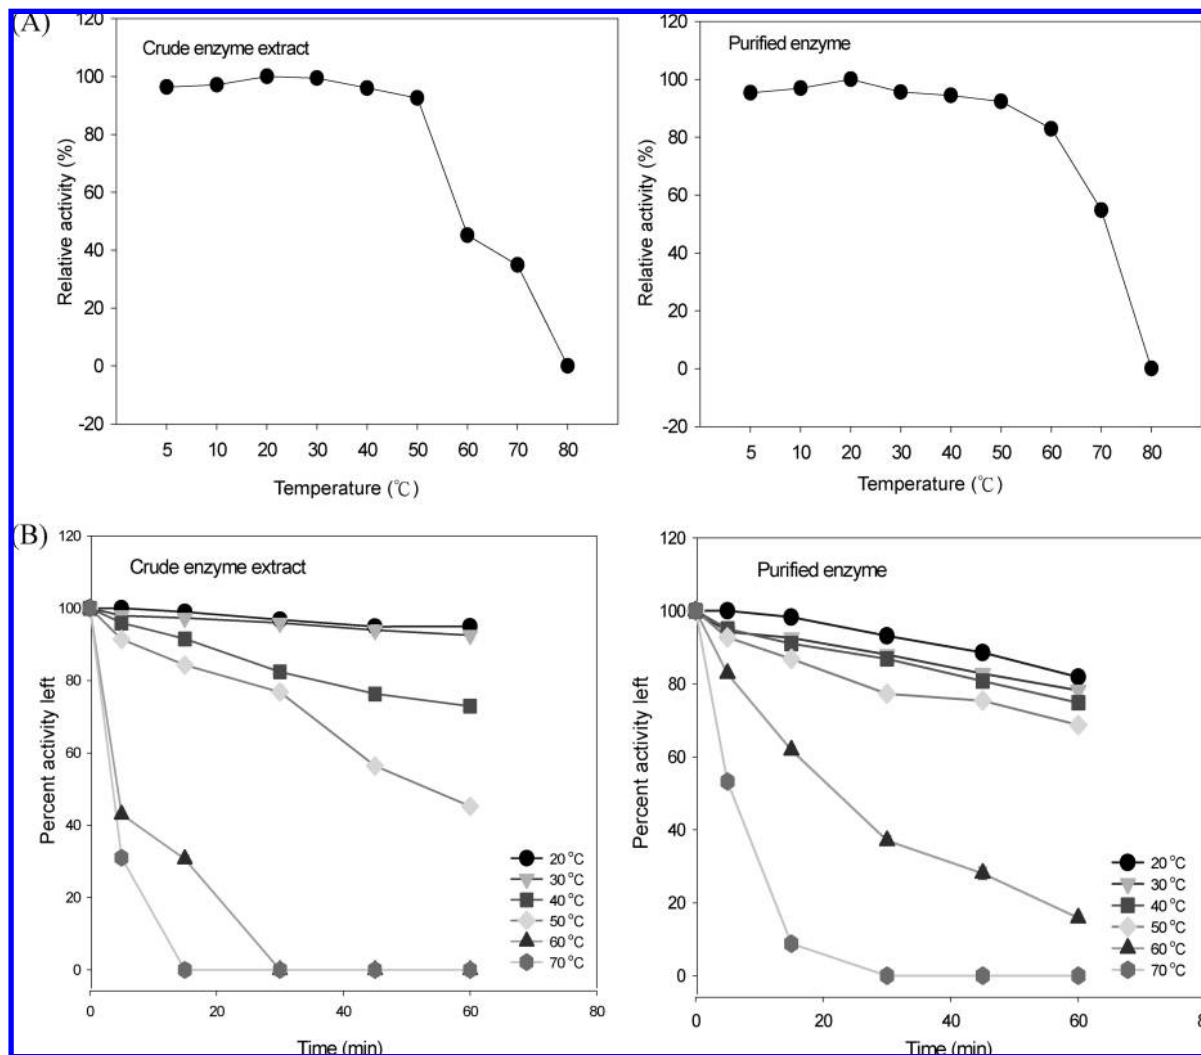 (A)
Crude enzyme extract
Relative activity (%)
120
100
80
60
40
20
0
-20
5 10 20 30 40 50 60 70 80
Temperature (℃)
Purified enzyme
Relative activity (%)
120
100
80
60
40
20
0
-20
5 10 20 30 40 50 60 70 80
Temperature (℃)
(B)
Crude enzyme extract
Percent activity left
120
100
80
60
40
20
0
20 °C
30 °C
40 °C
50 °C
60 °C
70 °C
0 20 40 60 80
Time (min)
Purified enzyme
Percent activity left
120
100
80
60
40
20
0
20 °C
30 °C
40 °C
50 °C
60 °C
70 °C
0 20 40 60 8
Time (min)